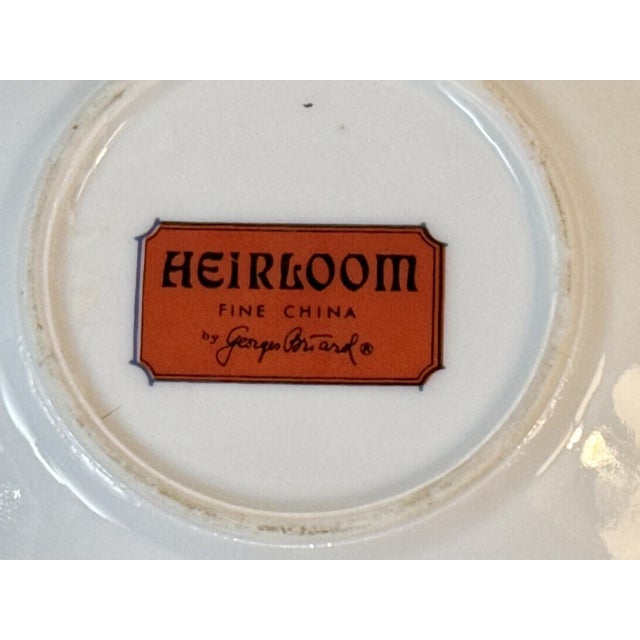 HEiRLOOM
FINE CHINA
by Georges Briard ®